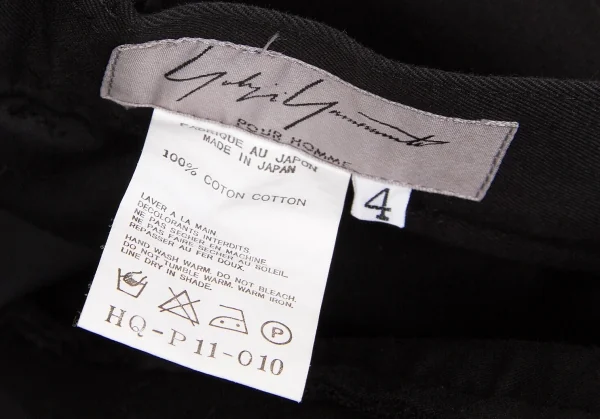 Yohji Yamamoto
POUR HOMME
FABRIQUE AU JAPON
MADE IN JAPAN
100% COTON COTTON
4
LAVER A LA MAIN
DECOLORANTS INTERDITS
NE PAS SECHER EN MACHINE
NE PAS FAIRE SECHER AU SOLEIL
REPASSER AU FER DOUX.
HAND WASH WARM. DO NOT BLEACH.
DO NOT TUMBLE WARM. WARM IRON.
LINE DRY IN SHADE.
P
HQ-P11-010